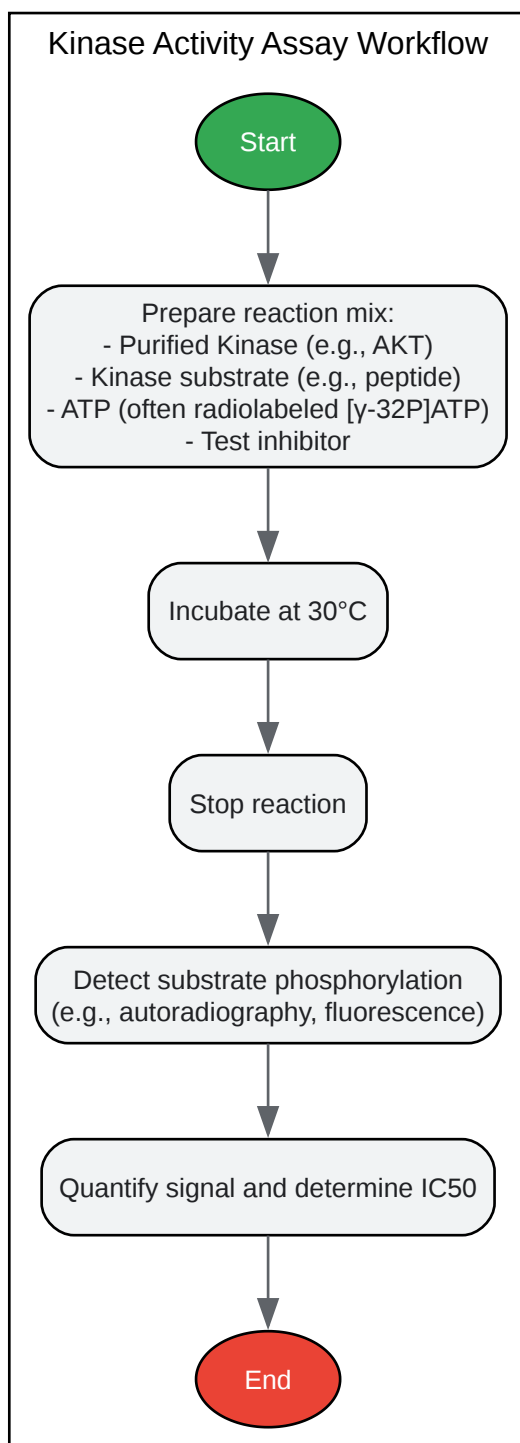 Kinase Activity Assay Workflow
Start
Prepare reaction mix:
- Purified Kinase (e.g., AKT)
- Kinase substrate (e.g., peptide)
- ATP (often radiolabeled [γ-32P]ATP)
- Test inhibitor
Incubate at 30°C
Stop reaction
Detect substrate phosphorylation
(e.g., autoradiography, fluorescence)
Quantify signal and determine IC50
End